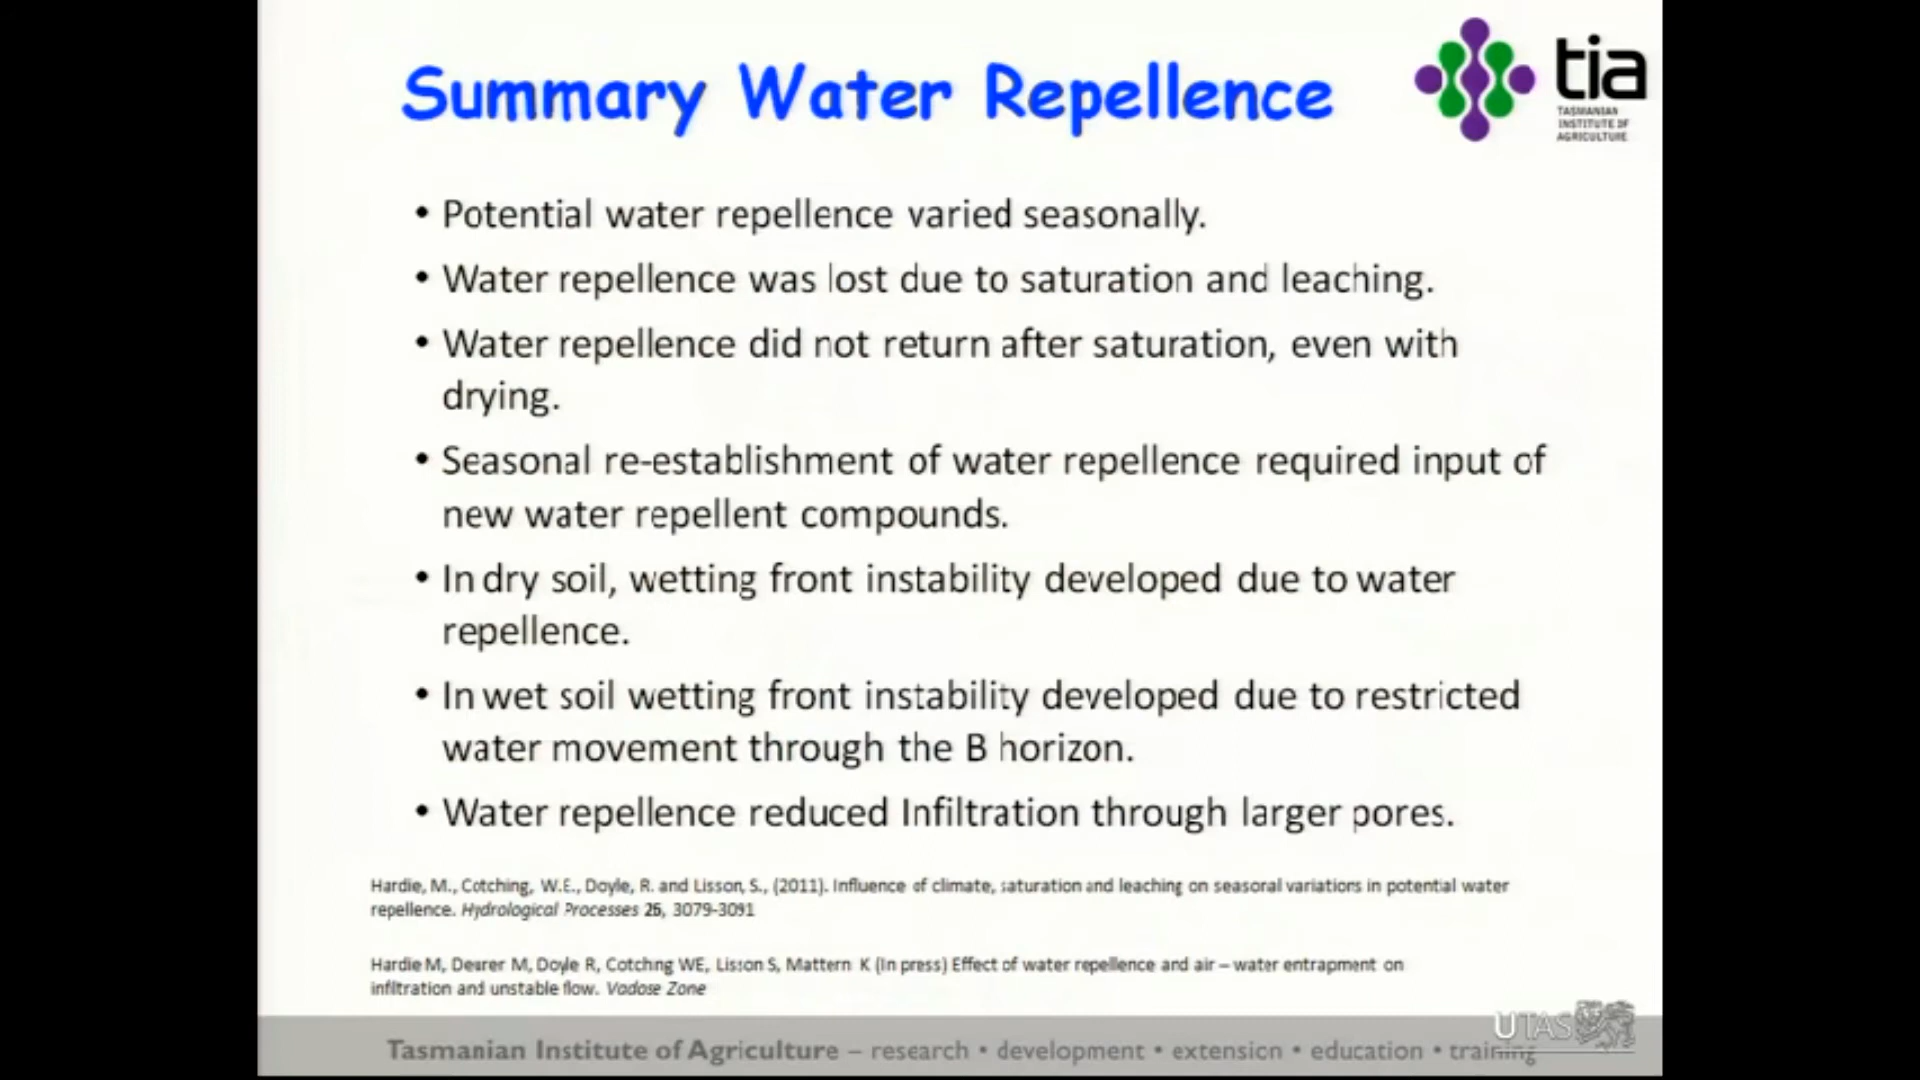 Summary Water Repellence
tia
TASMANIAN
INSTITUTE OF
AGRICULTURE
• Potential water repellence varied seasonally.
• Water repellence was lost due to saturation and leaching.
• Water repellence did not return after saturation, even with
drying.
• Seasonal re-establishment of water repellence required input of
new water repellent compounds.
• In dry soil, wetting front instability developed due to water
repellence.
• In wet soil wetting front instability developed due to restricted
water movement through the B horizon.
• Water repellence reduced Infiltration through larger pores.
Hardie, M., Cotching, W.E., Doyle, R. and Lisson, S., (2011). Influence of climate, saturation and leaching on seasonal variations in potential water
repellence. Hydrological Processes 25, 3079-3091
Hardie M, Deurer M, Doyle R, Cotching WE, Lisson S, Mattern K (In press) Effect of water repellence and air – water entrapment on
infiltration and unstable flow. Vadose Zone
UTAS
Tasmanian Institute of Agriculture – research • development • extension • education • training